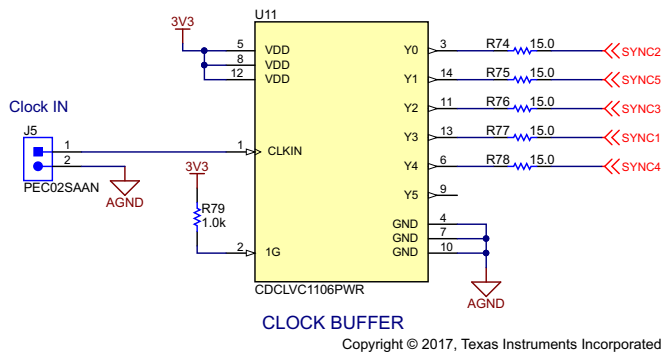 U11
3V3
5 VDD
8 VDD
12 VDD
Y0 3 R74 15.0 SYNC2
Y1 14 R75 15.0 SYNC5
Y2 11 R76 15.0 SYNC3
Y3 13 R77 15.0 SYNC1
Y4 6 R78 15.0 SYNC4
Y5 9
Clock IN
J5
1
2
PEC02SAAN
AGND
1 CLKIN
3V3
R79
1.0k
2 1G
GND 4
GND 7
GND 10
AGND
CDCLVC1106PWR
CLOCK BUFFER
Copyright © 2017, Texas Instruments Incorporated